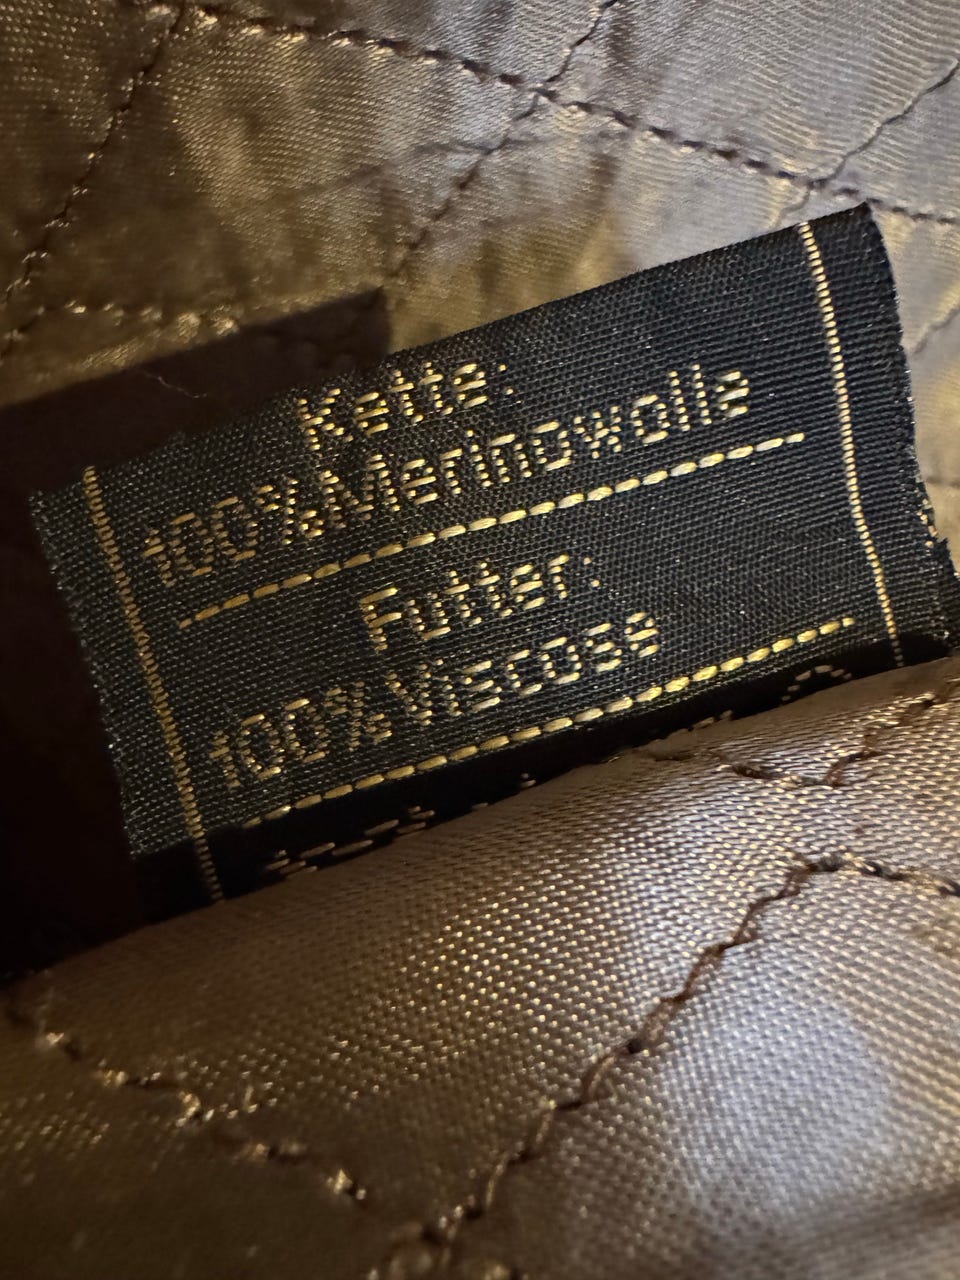 Kette:
100% Merinowolle
Futter:
100% Viscose